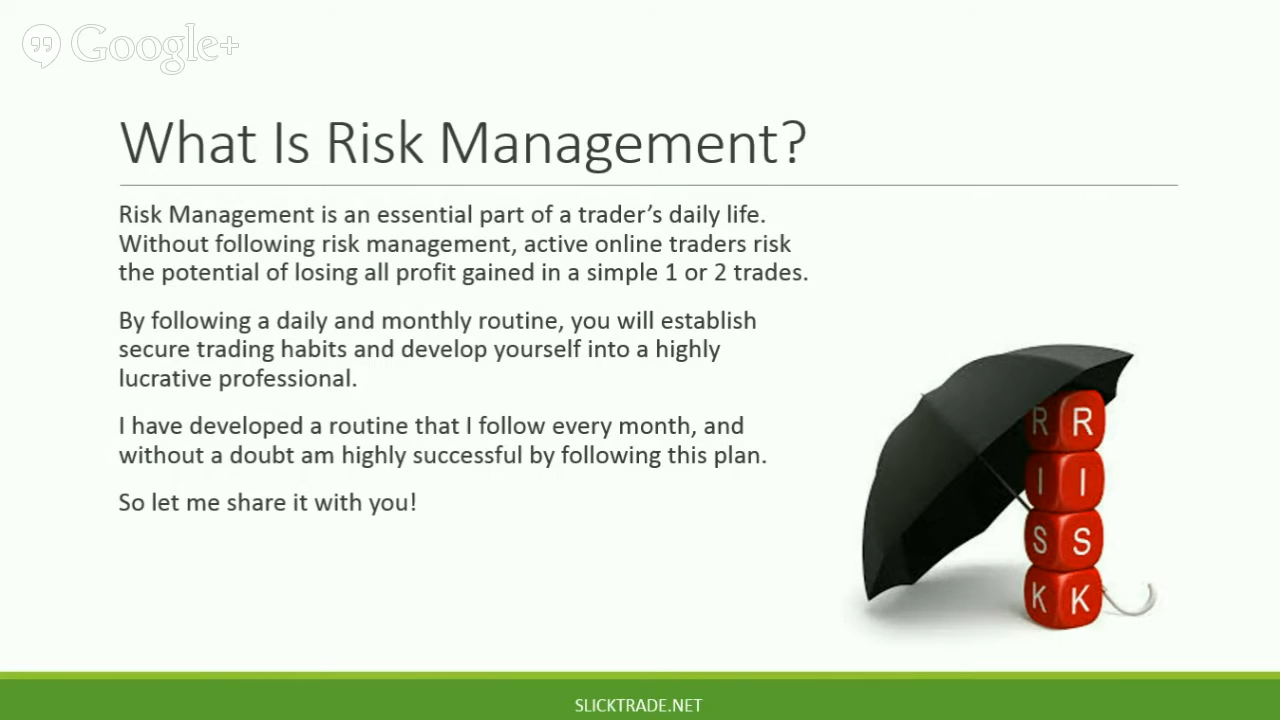 Google+
What Is Risk Management?
Risk Management is an essential part of a trader’s daily life.
Without following risk management, active online traders risk
the potential of losing all profit gained in a simple 1 or 2 trades.
By following a daily and monthly routine, you will establish
secure trading habits and develop yourself into a highly
lucrative professional.
I have developed a routine that I follow every month, and
without a doubt am highly successful by following this plan.
So let me share it with you!
R R
I I
S S
K K
SLICKTRADE.NET